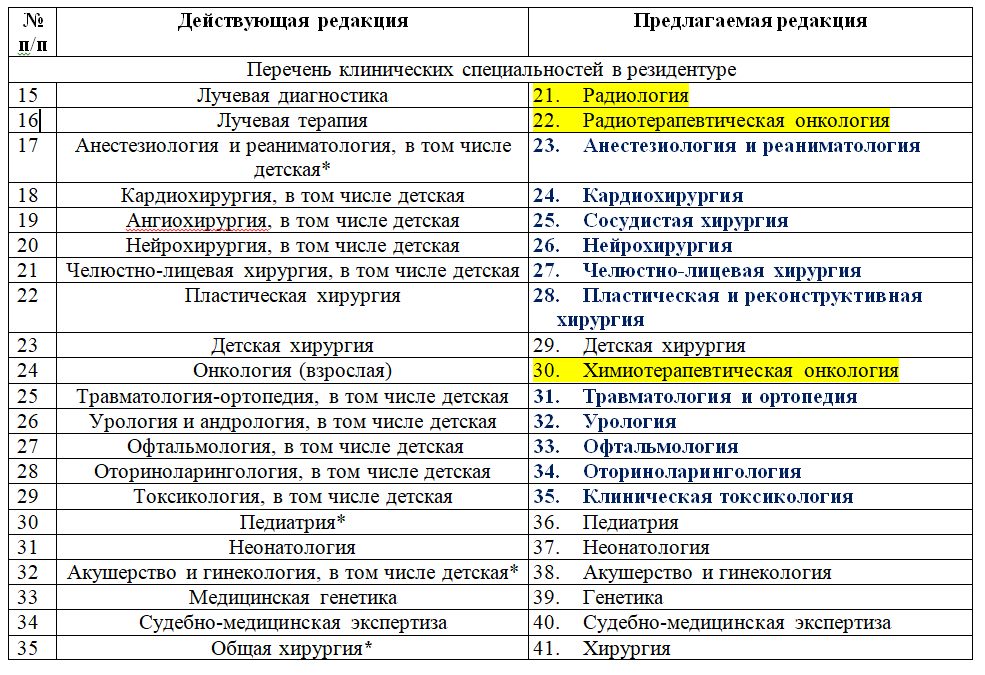 № Действующая редакция Предлагаемая редакция
п/п
Перечень клинических специальностей в резидентуре
15 Лучевая диагностика 21. Радиология
16 Лучевая терапия 22. Радиотерапевтическая онкология
17 Анестезиология и реаниматология, в том числе 23. Анестезиология и реаниматология
детская*
18 Кардиохирургия, в том числе детская 24. Кардиохирургия
19 Ангиохирургия, в том числе детская 25. Сосудистая хирургия
20 Нейрохирургия, в том числе детская 26. Нейрохирургия
21 Челюстно-лицевая хирургия, в том числе детская 27. Челюстно-лицевая хирургия
22 Пластическая хирургия 28. Пластическая и реконструктивная
хирургия
23 Детская хирургия 29. Детская хирургия
24 Онкология (взрослая) 30. Химиотерапевтическая онкология
25 Травматология-ортопедия, в том числе детская 31. Травматология и ортопедия
26 Урология и андрология, в том числе детская 32. Урология
27 Офтальмология, в том числе детская 33. Офтальмология
28 Оториноларингология, в том числе детская 34. Оториноларингология
29 Токсикология, в том числе детская 35. Клиническая токсикология
30 Педиатрия* 36. Педиатрия
31 Неонатология 37. Неонатология
32 Акушерство и гинекология, в том числе детская* 38. Акушерство и гинекология
33 Медицинская генетика 39. Генетика
34 Судебно-медицинская экспертиза 40. Судебно-медицинская экспертиза
35 Общая хирургия* 41. Хирургия